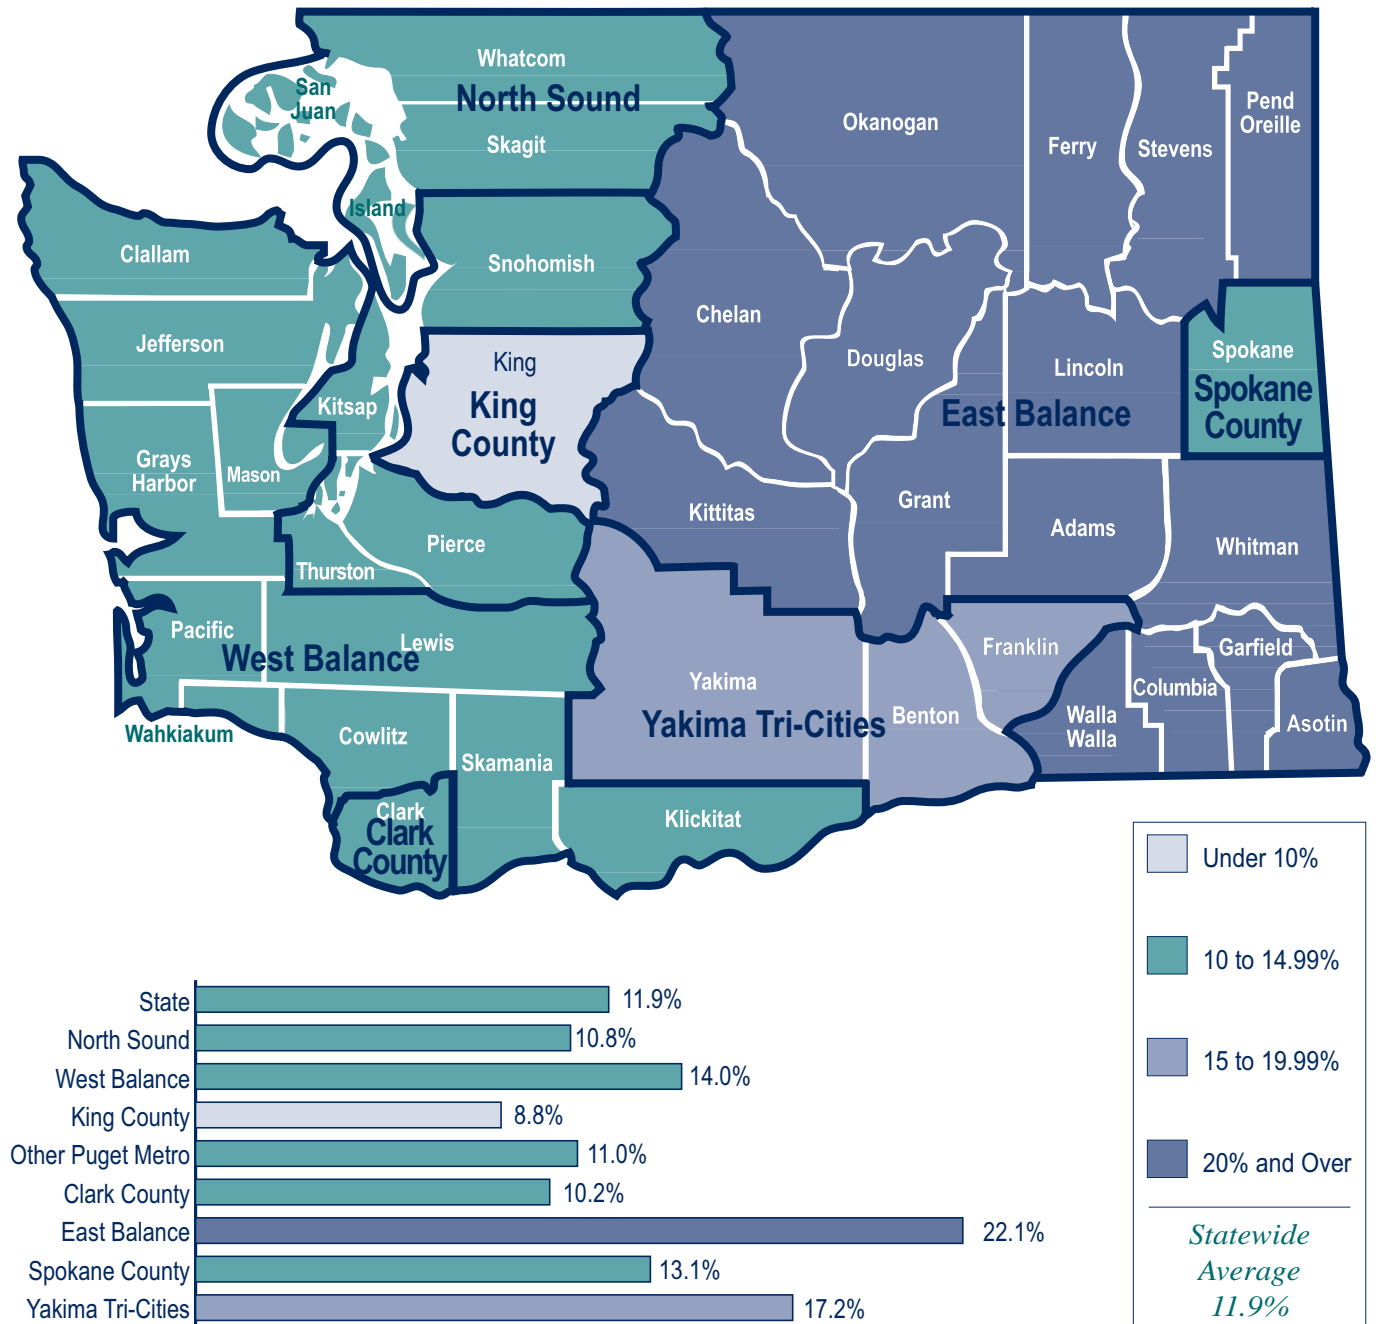 Whatcom
San
Juan
North Sound
Skagit
Island
Okanogan
Ferry
Stevens
Pend
Oreille
Clallam
Snohomish
Chelan
Jefferson
King
King
County
Douglas
Lincoln
East Balance
Spokane
Spokane
County
Kitsap
Grays
Harbor
Mason
Kittitas
Grant
Adams
Whitman
Pierce
Thurston
Pacific
Lewis
West Balance
Yakima
Yakima Tri-Cities
Franklin
Benton
Garfield
Columbia
Walla
Walla
Asotin
Wahkiakum
Cowlitz
Skamania
Clark
Clark
County
Klickitat
Under 10%
10 to 14.99%
15 to 19.99%
20% and Over
Statewide
Average
11.9%
State 11.9%
North Sound 10.8%
West Balance 14.0%
King County 8.8%
Other Puget Metro 11.0%
Clark County 10.2%
East Balance 22.1%
Spokane County 13.1%
Yakima Tri-Cities 17.2%